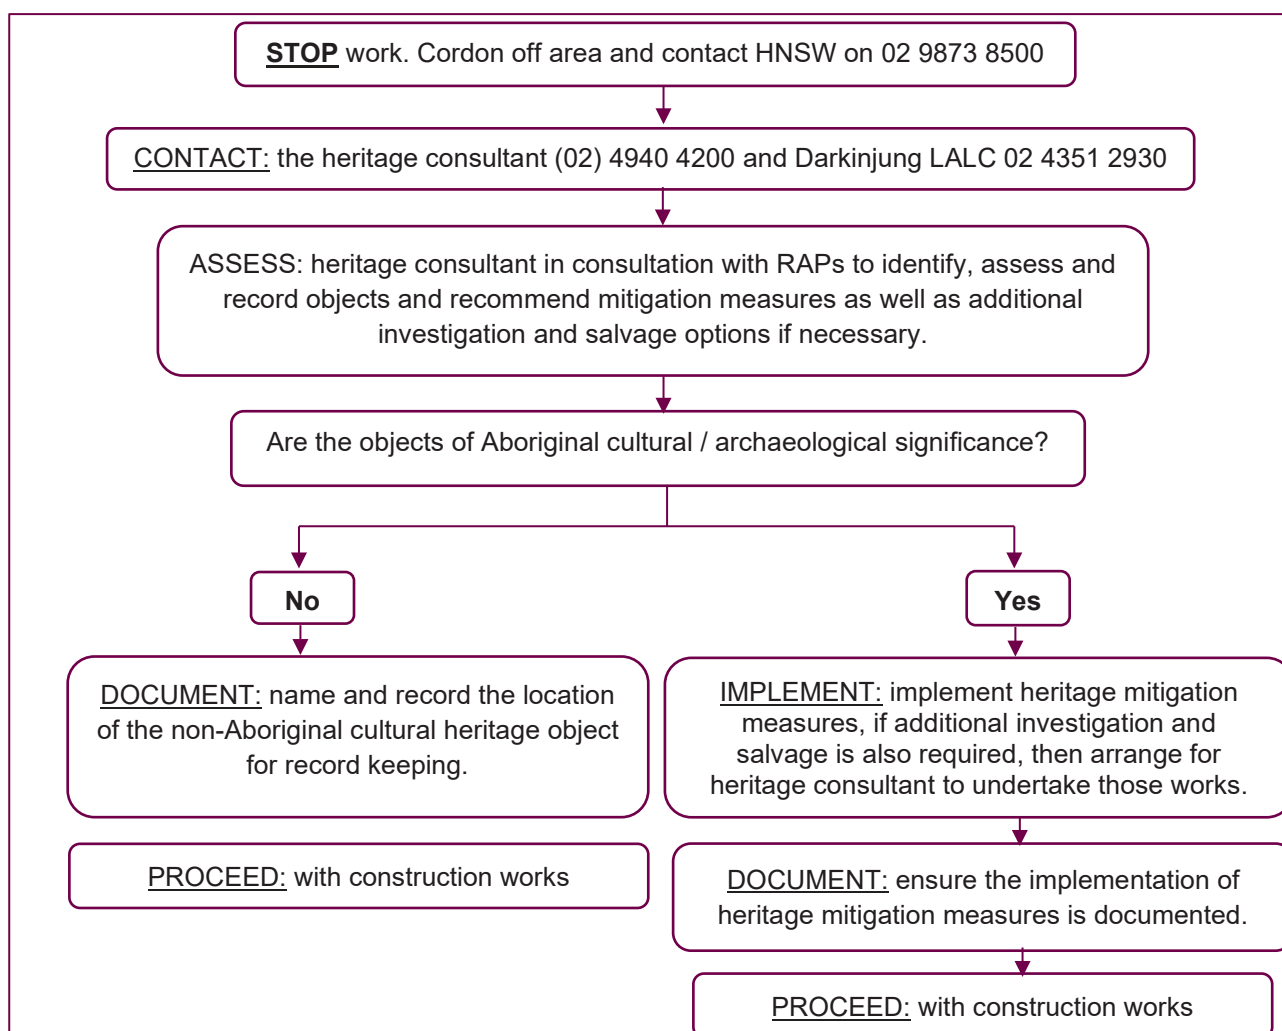 STOP work. Cordon off area and contact HNSW on 02 9873 8500
CONTACT: the heritage consultant (02) 4940 4200 and Darkinjung LALC 02 4351 2930
ASSESS: heritage consultant in consultation with RAPs to identify, assess and
record objects and recommend mitigation measures as well as additional
investigation and salvage options if necessary.
Are the objects of Aboriginal cultural / archaeological significance?
No
Yes
DOCUMENT: name and record the location
of the non-Aboriginal cultural heritage object
for record keeping.
IMPLEMENT: implement heritage mitigation
measures, if additional investigation and
salvage is also required, then arrange for
heritage consultant to undertake those works.
PROCEED: with construction works
DOCUMENT: ensure the implementation of
heritage mitigation measures is documented.
PROCEED: with construction works